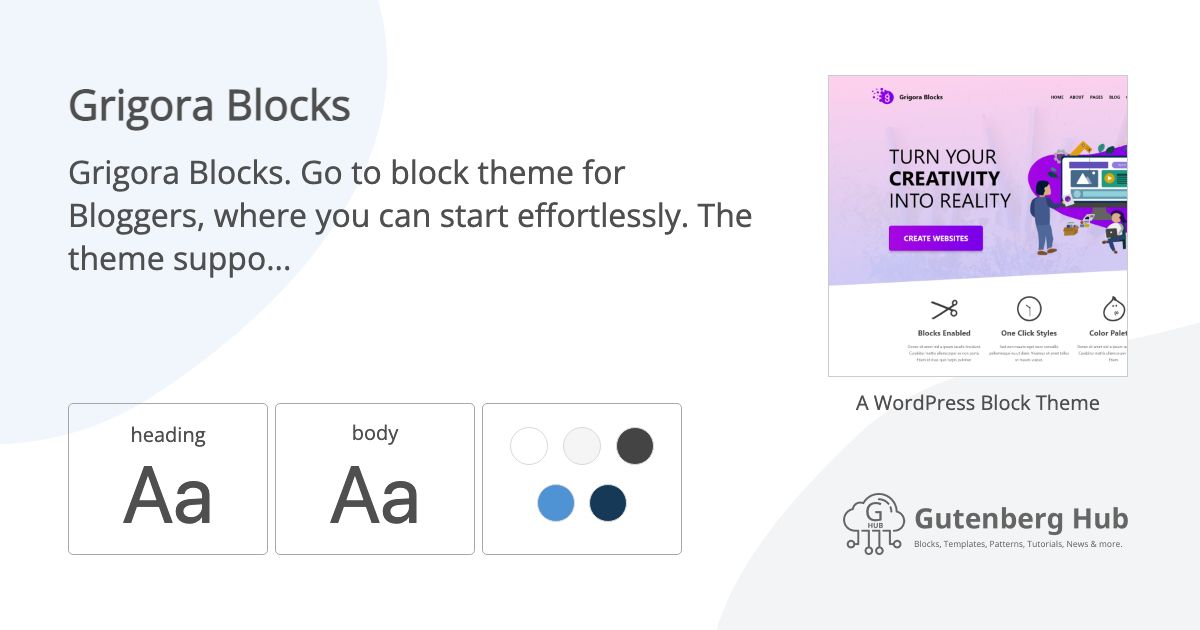 Grigora Blocks
Grigora Blocks. Go to block theme for
Bloggers, where you can start effortlessly. The
theme suppo...
heading
Aa
body
Aa
Grigora Blocks
HOME ABOUT PAGES BLOG
TURN YOUR
CREATIVITY
INTO REALITY
CREATE WEBSITES
Blocks Enabled
One Click Styles
Color Palet
A WordPress Block Theme
G
HUB
Gutenberg Hub
Blocks, Templates, Patterns, Tutorials, News & more.